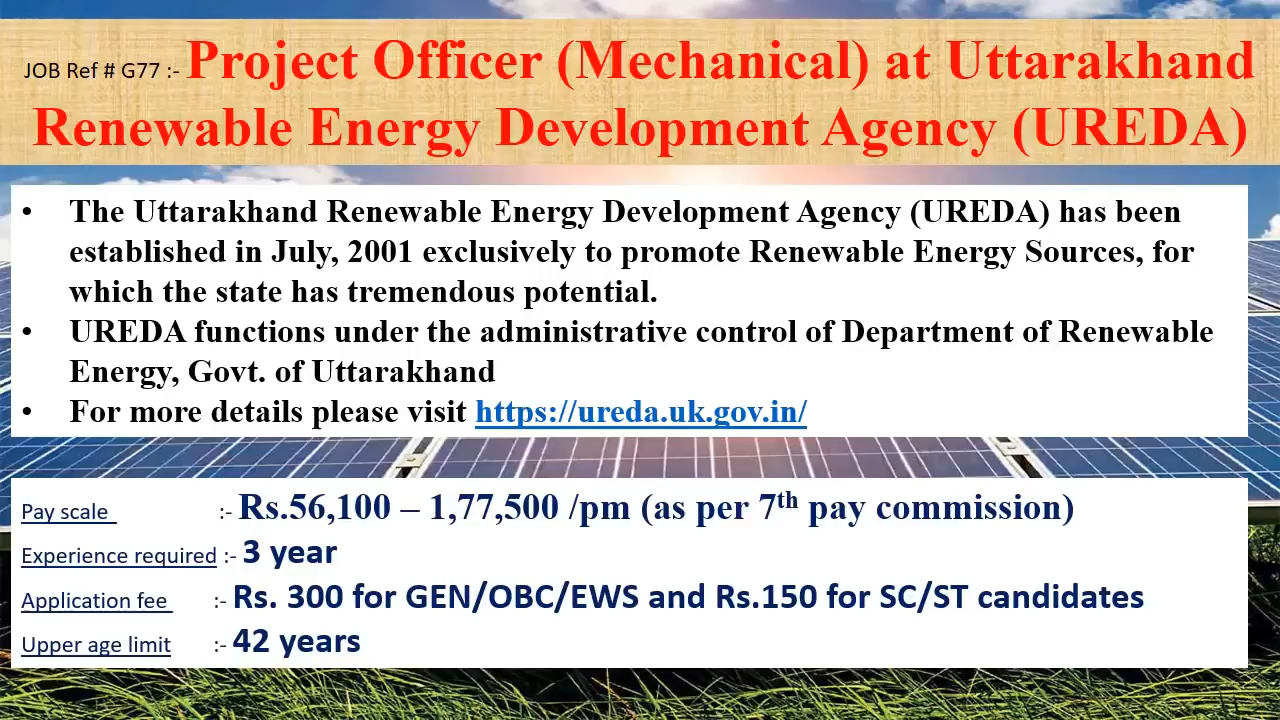 JOB Ref # G77 :- Project Officer (Mechanical) at Uttarakhand
Renewable Energy Development Agency (UREDA)
• The Uttarakhand Renewable Energy Development Agency (UREDA) has been
established in July, 2001 exclusively to promote Renewable Energy Sources, for
which the state has tremendous potential.
• UREDA functions under the administrative control of Department of Renewable
Energy, Govt. of Uttarakhand
• For more details please visit https://ureda.uk.gov.in/
Pay scale :- Rs.56,100 – 1,77,500 /pm (as per 7th pay commission)
Experience required :- 3 year
Application fee :- Rs. 300 for GEN/OBC/EWS and Rs.150 for SC/ST candidates
Upper age limit :- 42 years